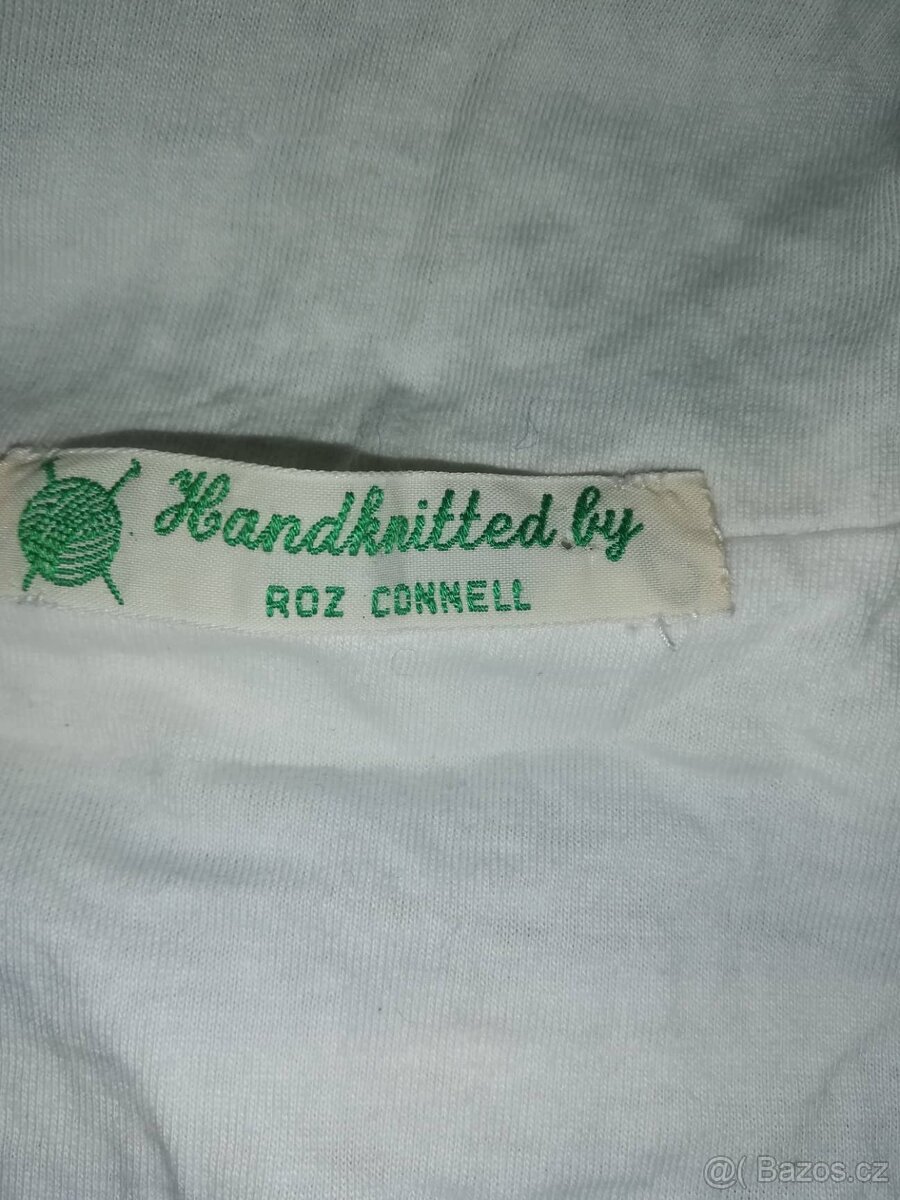 Handknitted by
ROZ CONNELL
@( Bazos.cz